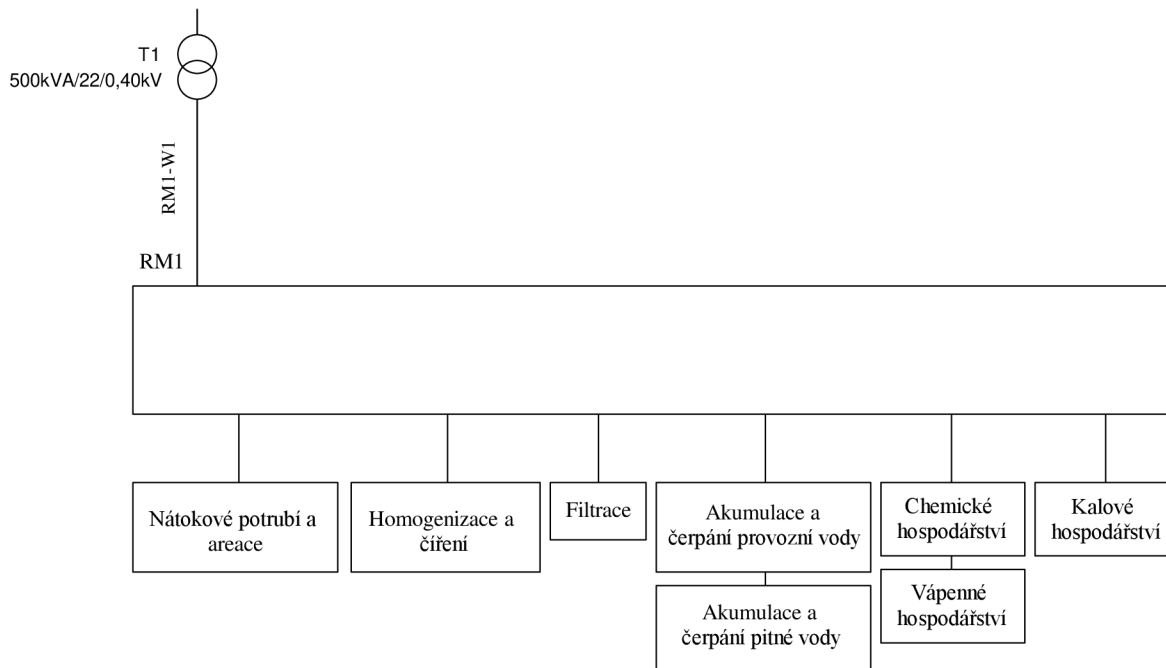 T1
500kVA/22/0,40kV
RM1-W1
RM1
Nátokové potrubí a
areace
Homogenizace a
číření
Filtrace
Akumulace a
čerpání provozní vody
Akumulace a
čerpání pitné vody
Chemické
hospodářství
Vápenné
hospodářství
Kalové
hospodářství